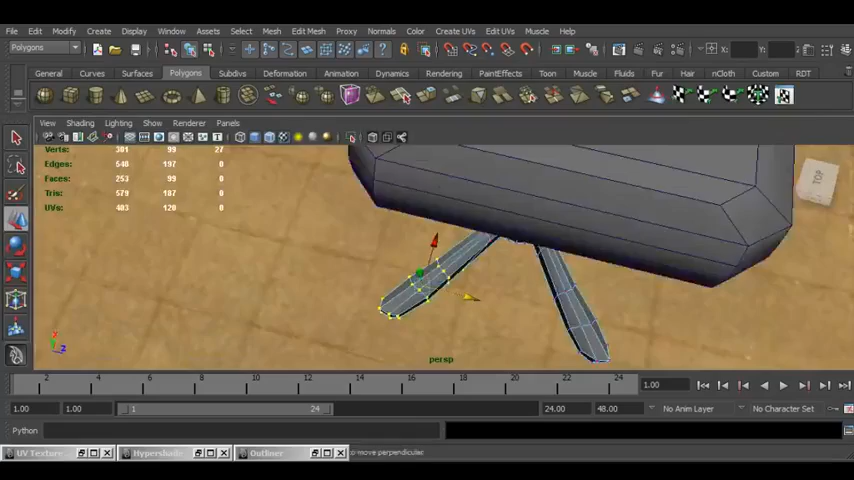 File Edit Modify Create Display Window Assets Select Mesh Edit Mesh Proxy Normals Color Create UVs Edit UVs Muscle Help
Polygons X: Y:
General Curves Surfaces Polygons Subdivs Deformation Animation Dynamics Rendering PaintEffects Toon Muscle Fluids Fur Hair nCloth Custom RDT
View Shading Lighting Show Renderer Panels
Verts: 301 99 27
Edges: 540 197 0
Faces: 253 99 0
Tris: 579 187 0
UVs: 403 120 0
TOP
persp
2 4 6 8 10 12 14 16 18 20 22 24 1.00
1.00 1.00 1 24 24.00 48.00 No Anim Layer No Character Set
Python
UV Texture Hypershade Outliner move perpendicular